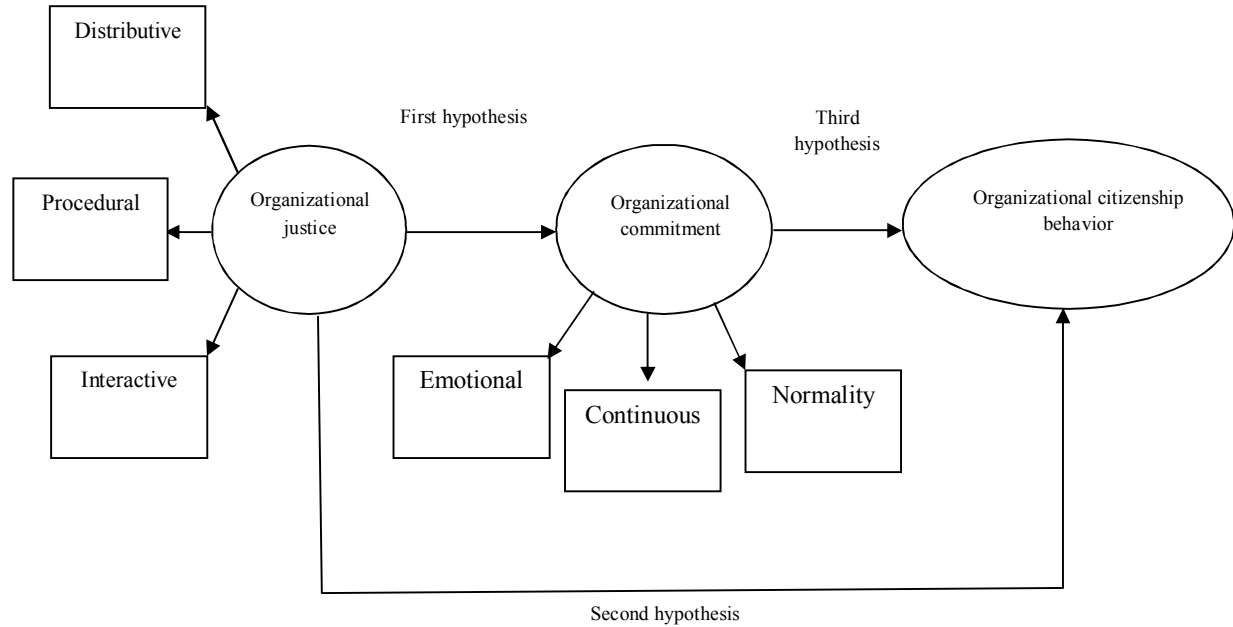 Distributive
First hypothesis
Third
hypothesis
Procedural
Organizational
justice
Organizational
commitment
Organizational citizenship
behavior
Interactive
Emotional
Continuous
Normality
Second hypothesis